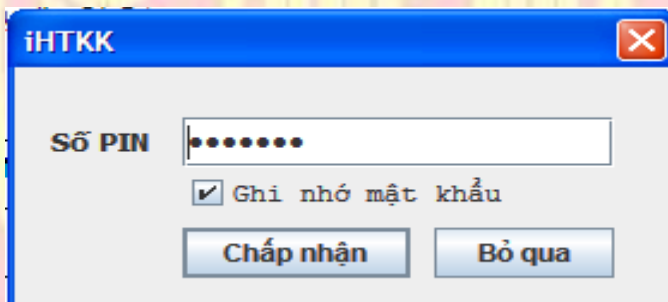 iHTKK
Số PIN •••••••
Ghi nhớ mật khẩu
Chấp nhận Bỏ qua